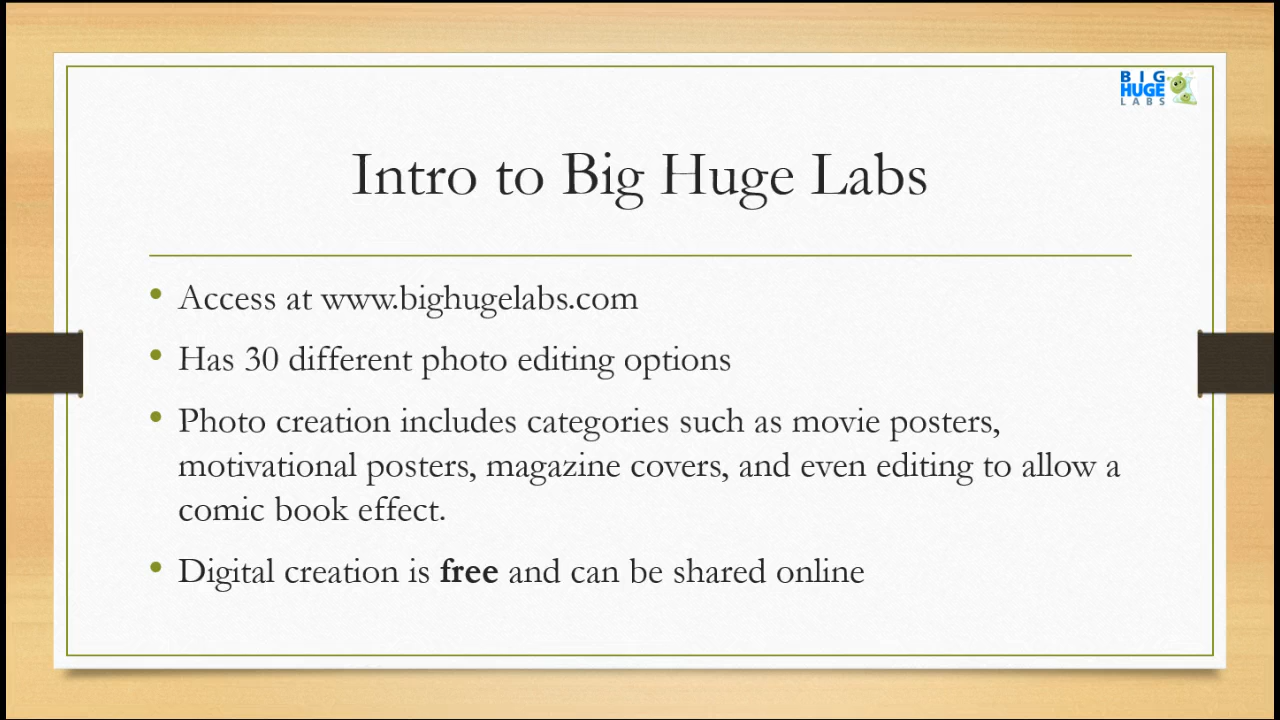 BIG
HUGE
LABS
Intro to Big Huge Labs
• Access at www.bighugelabs.com
• Has 30 different photo editing options
• Photo creation includes categories such as movie posters,
motivational posters, magazine covers, and even editing to allow a
comic book effect.
• Digital creation is free and can be shared online